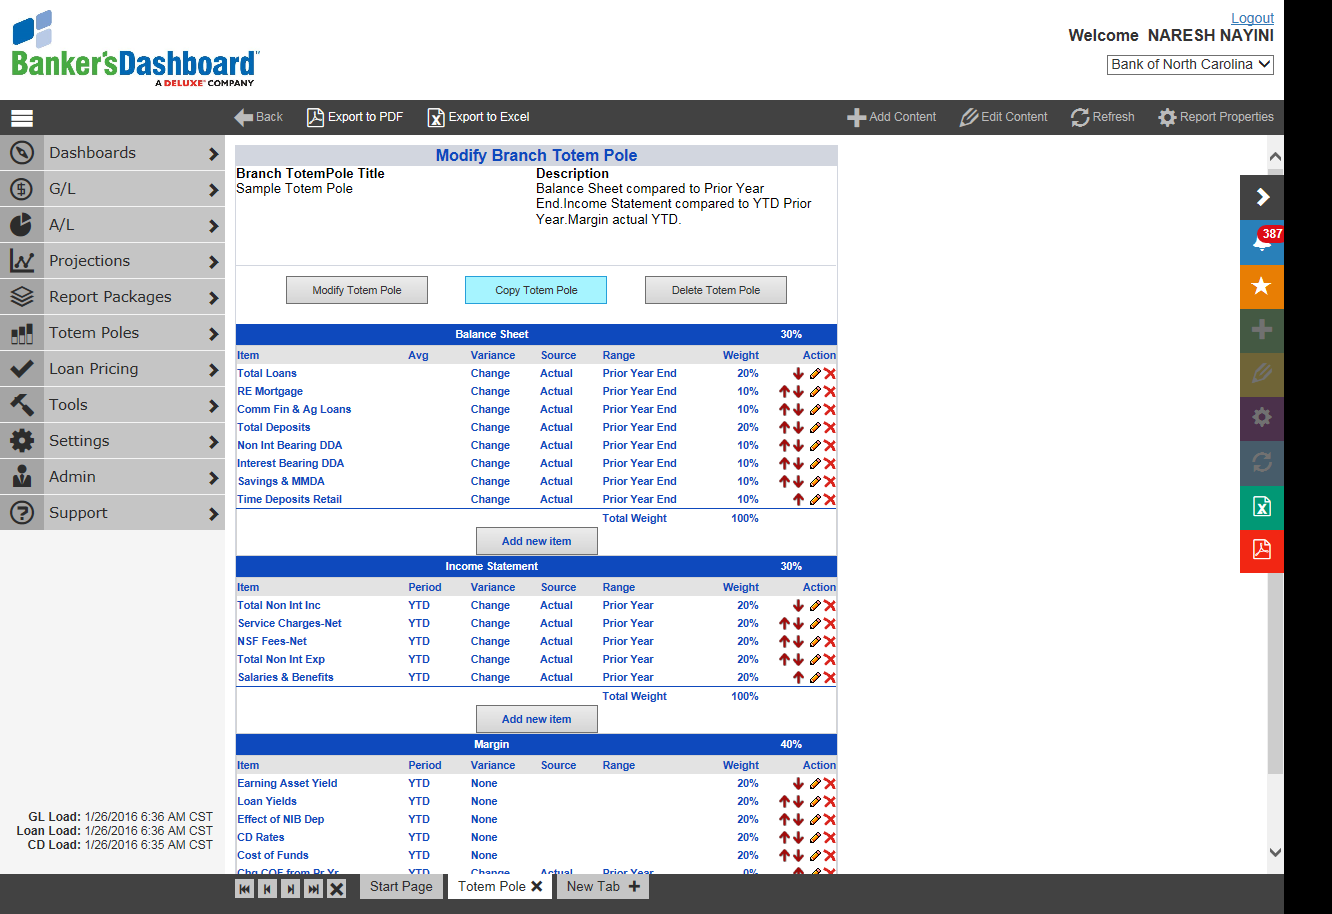 Logout
Welcome NARESH NAYINI
Bank of North Carolina
Banker'sDashboard
A DELUXE COMPANY
Back
Export to PDF
Export to Excel
Add Content
Edit Content
Refresh
Report Properties
Dashboards
G/L
A/L
Projections
Report Packages
Totem Poles
Loan Pricing
Tools
Settings
Admin
Support
GL Load: 1/26/2016 6:36 AM CST
Loan Load: 1/26/2016 6:36 AM CST
CD Load: 1/26/2016 6:35 AM CST
Modify Branch Totem Pole
Branch TotemPole Title
Sample Totem Pole
Description
Balance Sheet compared to Prior Year
End.Income Statement compared to YTD Prior
Year.Margin actual YTD.
Modify Totem Pole
Copy Totem Pole
Delete Totem Pole
Balance Sheet 30%
Item Avg Variance Source Range Weight Action
Total Loans Change Actual Prior Year End 20%
RE Mortgage Change Actual Prior Year End 10%
Comm Fin & Ag Loans Change Actual Prior Year End 10%
Total Deposits Change Actual Prior Year End 20%
Non Int Bearing DDA Change Actual Prior Year End 10%
Interest Bearing DDA Change Actual Prior Year End 10%
Savings & MMDA Change Actual Prior Year End 10%
Time Deposits Retail Change Actual Prior Year End 10%
Total Weight 100%
Add new item
Income Statement 30%
Item Period Variance Source Range Weight Action
Total Non Int Inc YTD Change Actual Prior Year 20%
Service Charges-Net YTD Change Actual Prior Year 20%
NSF Fees-Net YTD Change Actual Prior Year 20%
Total Non Int Exp YTD Change Actual Prior Year 20%
Salaries & Benefits YTD Change Actual Prior Year 20%
Total Weight 100%
Add new item
Margin 40%
Item Period Variance Source Range Weight Action
Earning Asset Yield YTD None 20%
Loan Yields YTD None 20%
Effect of NIB Dep YTD None 20%
CD Rates YTD None 20%
Cost of Funds YTD None 20%
Chg COF from Pr Yr YTD Change Actual Prior Year 0%
387
Start Page
Totem Pole
New Tab